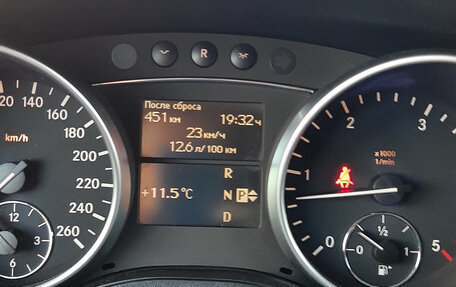 R
После сброса
451 км 19:32 ч
23 км/ч
12.6 л/100 км
+11.5°C
R
N P
D
120 140 160 180 200 220 240 260
km/h
12 3 6
0 1 2 3 5
x1000
1/min
0 ½ 1